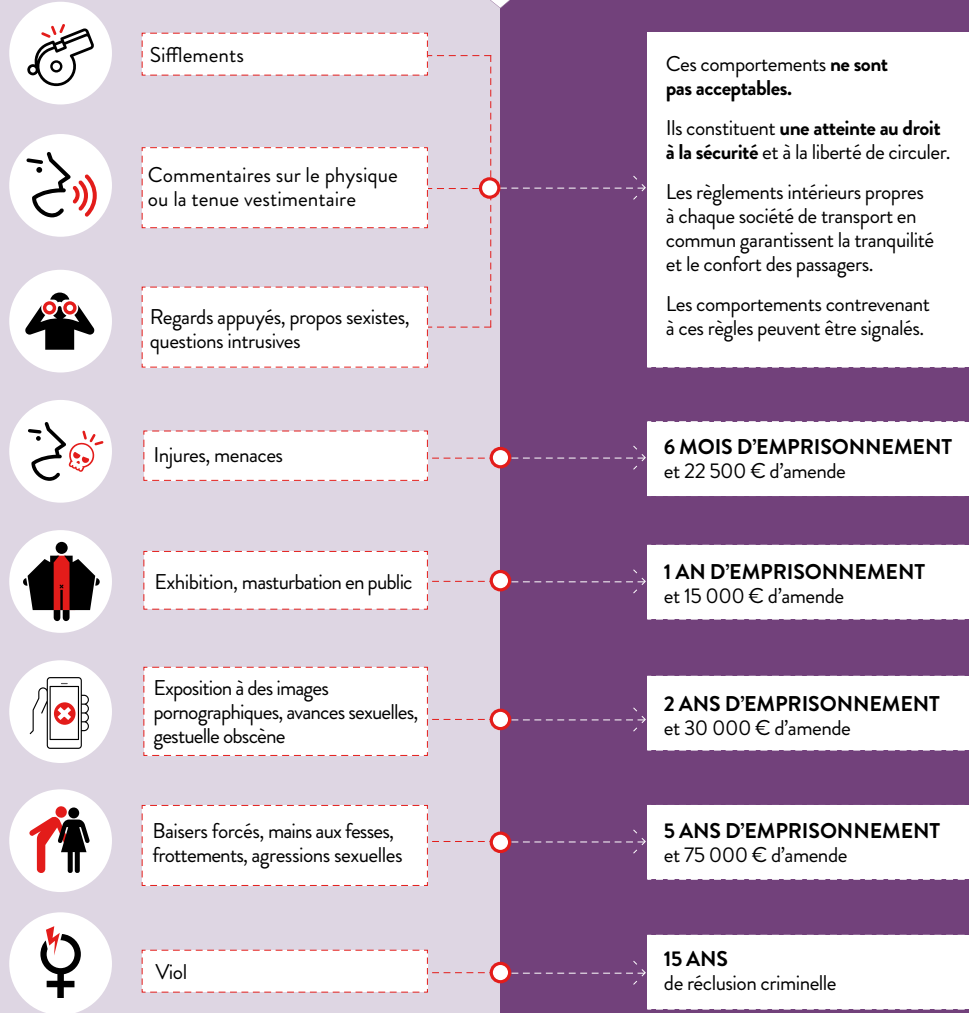 Sifflements
Commentaires sur le physique
ou la tenue vestimentaire
Regards appuyés, propos sexistes,
questions intrusives
Ces comportements ne sont
pas acceptables.
Ils constituent une atteinte au droit
à la sécurité et à la liberté de circuler.
Les règlements intérieurs propres
à chaque société de transport en
commun garantissent la tranquilité
et le confort des passagers.
Les comportements contrevenant
à ces règles peuvent être signalés.
Injures, menaces
6 MOIS D'EMPRISONNEMENT
et 22 500 € d'amende
Exhibition, masturbation en public
1 AN D'EMPRISONNEMENT
et 15 000 € d'amende
Exposition à des images
pornographiques, avances sexuelles,
gestuelle obscène
2 ANS D'EMPRISONNEMENT
et 30 000 € d'amende
Baisers forcés, mains aux fesses,
frottements, agressions sexuelles
5 ANS D'EMPRISONNEMENT
et 75 000 € d'amende
Viol
15 ANS
de réclusion criminelle